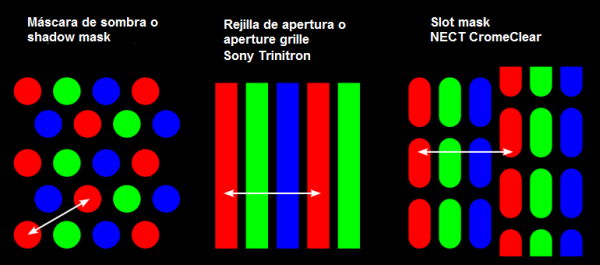 Máscara de sombra o
shadow mask
Rejilla de apertura o
aperture grille
Sony Trinitron
Slot mask
NECT CromeClear